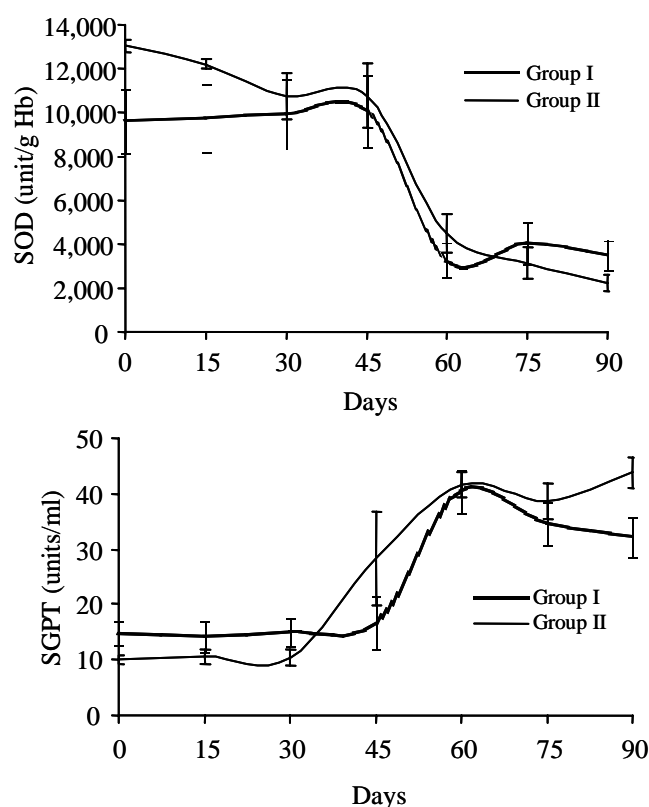 14,000
12,000
10,000
8,000
6,000
4,000
2,000
0
SOD (unit/g Hb)
Group I
Group II
0 15 30 45 60 75 90
Days
50
40
30
20
10
0
SGPT (units/ml)
Group I
Group II
0 15 30 45 60 75 90
Days